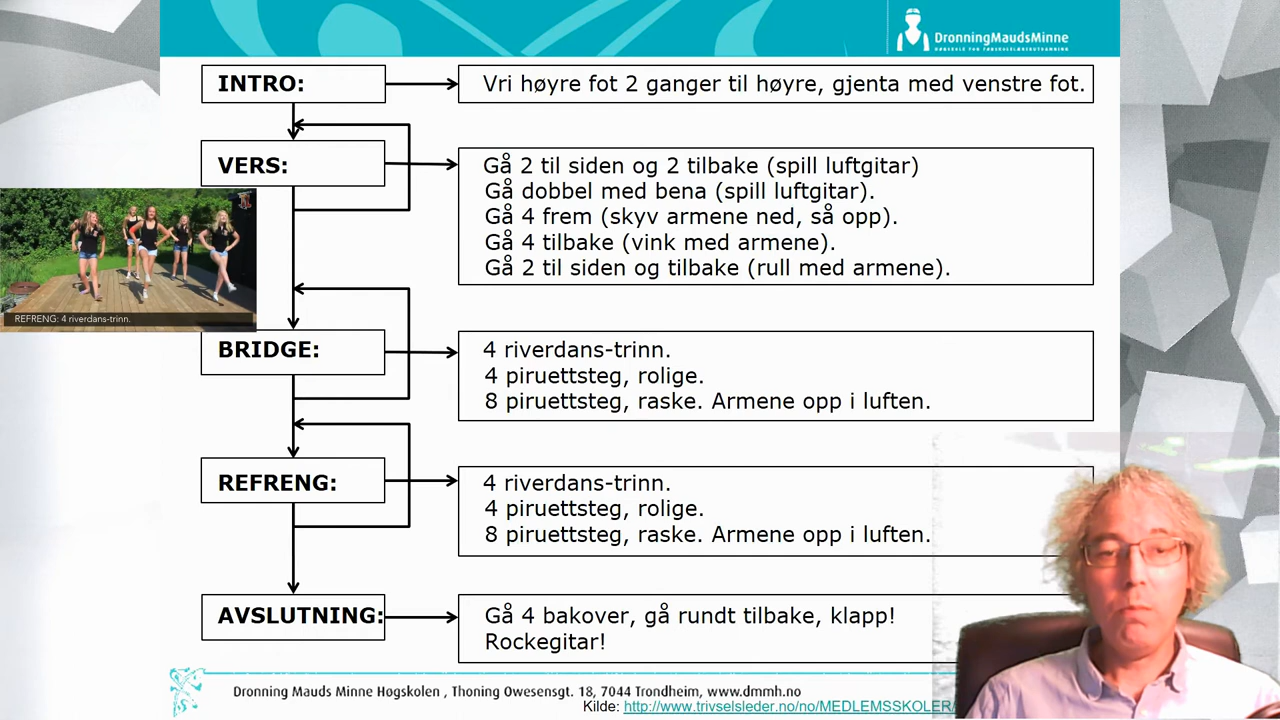 DronningMaudsMinne
HØGSKOLE FOR FØRSKOLELÆRERUTDANNING
INTRO:
Vri høyre fot 2 ganger til høyre, gjenta med venstre fot.
VERS:
Gå 2 til siden og 2 tilbake (spill luftgitar)
Gå dobbel med bena (spill luftgitar).
Gå 4 frem (skyv armene ned, så opp).
Gå 4 tilbake (vink med armene).
Gå 2 til siden og tilbake (rull med armene).
REFRENG: 4 riverdans-trinn.
BRIDGE:
4 riverdans-trinn.
4 piruettsteg, rolige.
8 piruettsteg, raske. Armene opp i luften.
REFRENG:
4 riverdans-trinn.
4 piruettsteg, rolige.
8 piruettsteg, raske. Armene opp i luften.
AVSLUTNING:
Gå 4 bakover, gå rundt tilbake, klapp!
Rockegitar!
Dronning Mauds Minne Høgskolen , Thoning Owesensgt. 18, 7044 Trondheim, www.dmmh.no
Kilde: http://www.trivselsleder.no/no/MEDLEMSSKOLER/